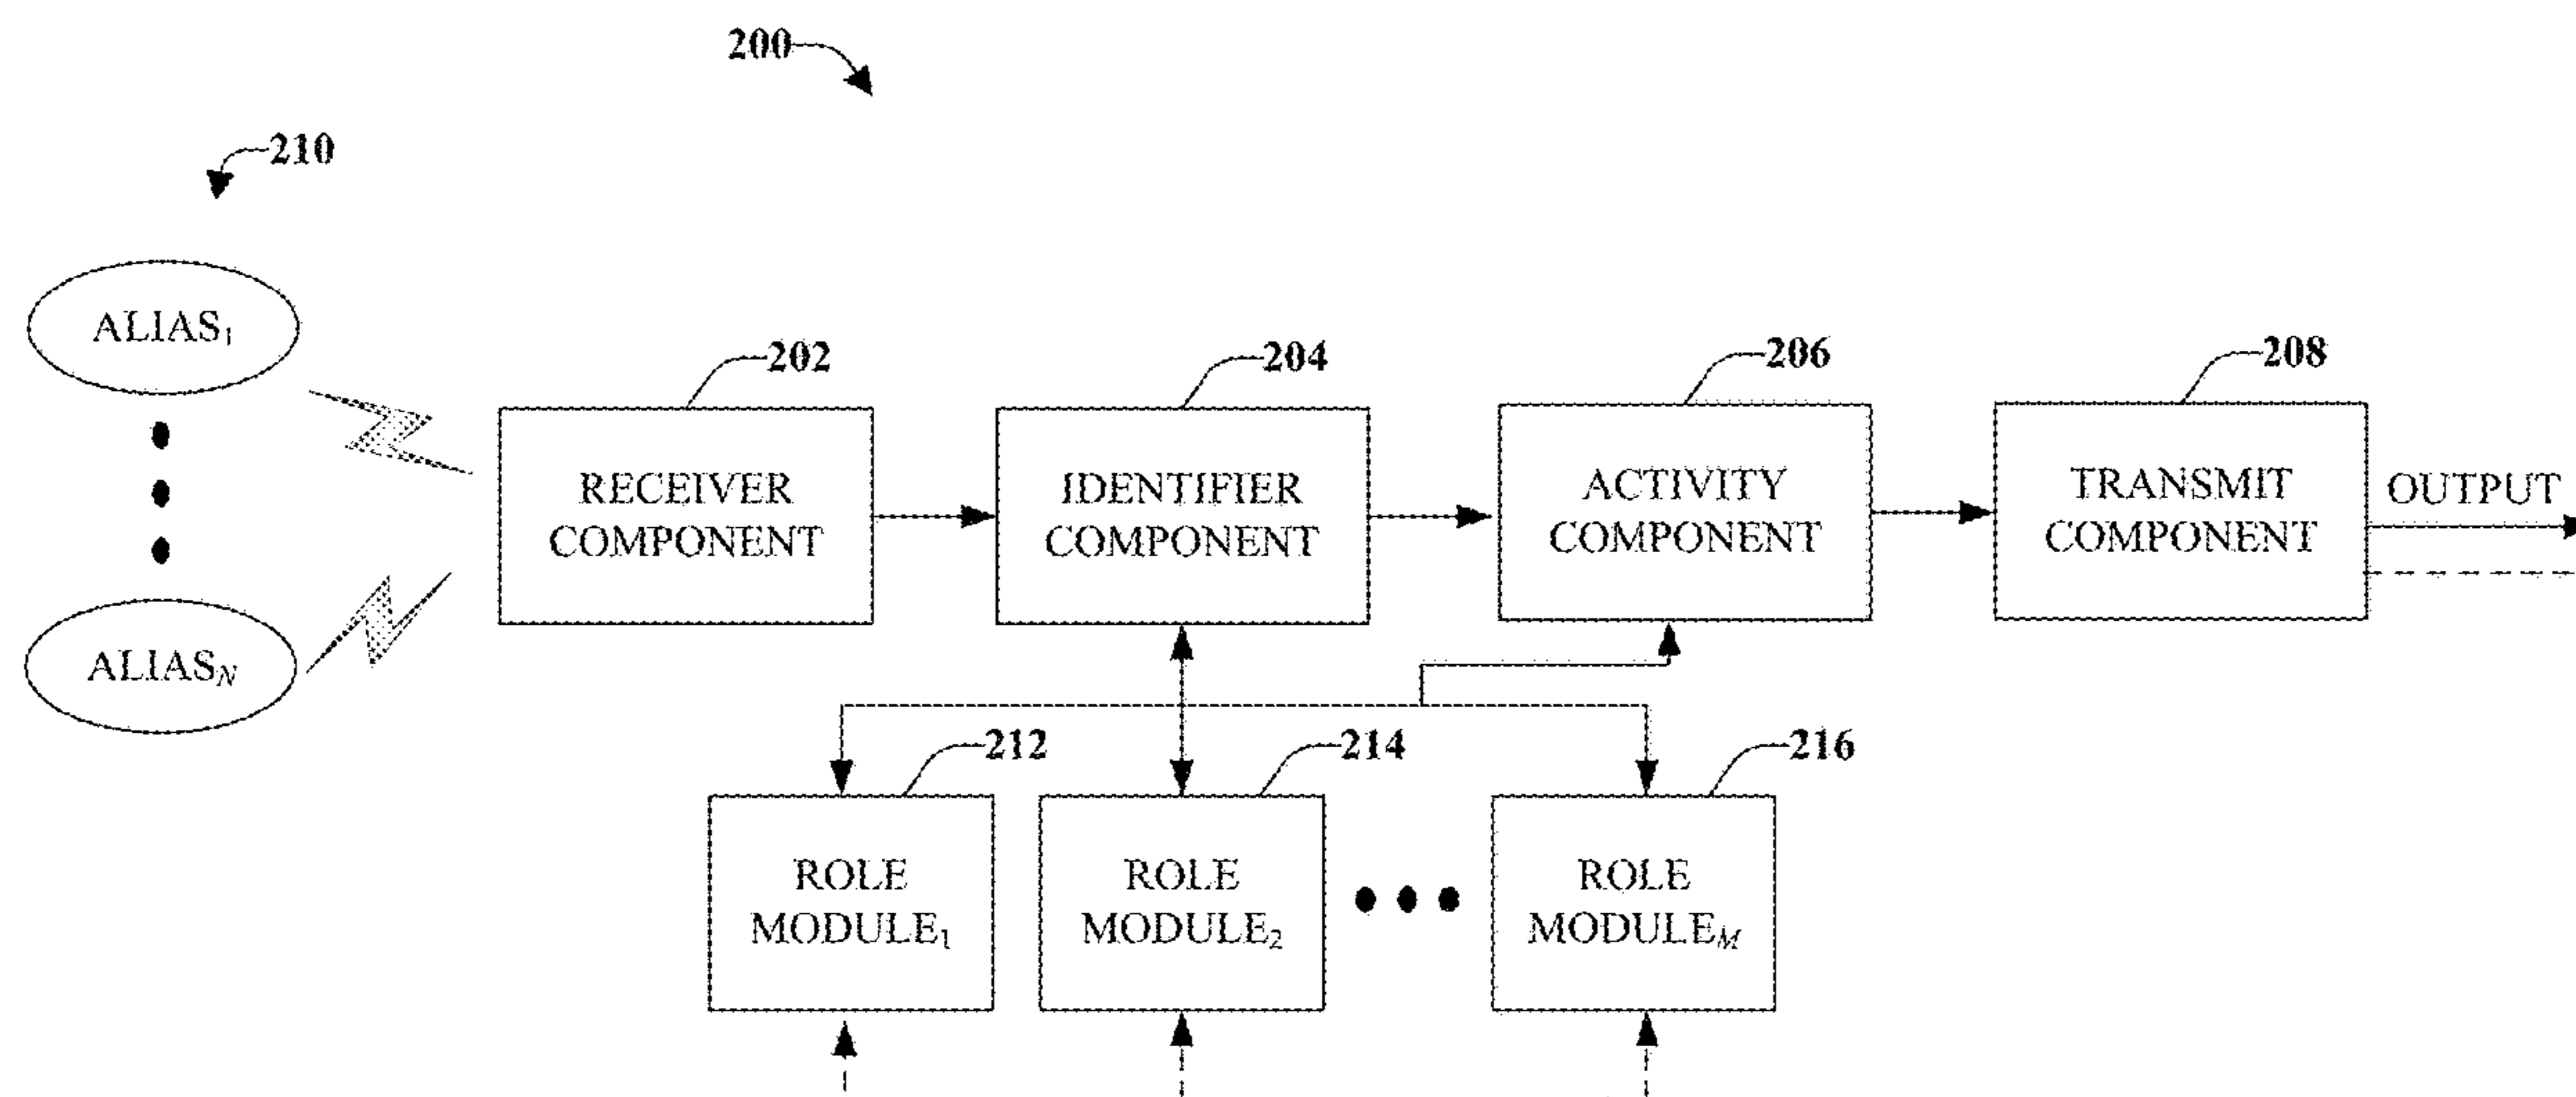 200
210
ALIAS1
202
204
206
208
RECEIVER
COMPONENT
IDENTIFIER
COMPONENT
ACTIVITY
COMPONENT
TRANSMIT
COMPONENT
OUTPUT
ALIASN
212
214
216
ROLE
MODULE1
ROLE
MODULE2
ROLE
MODULEM